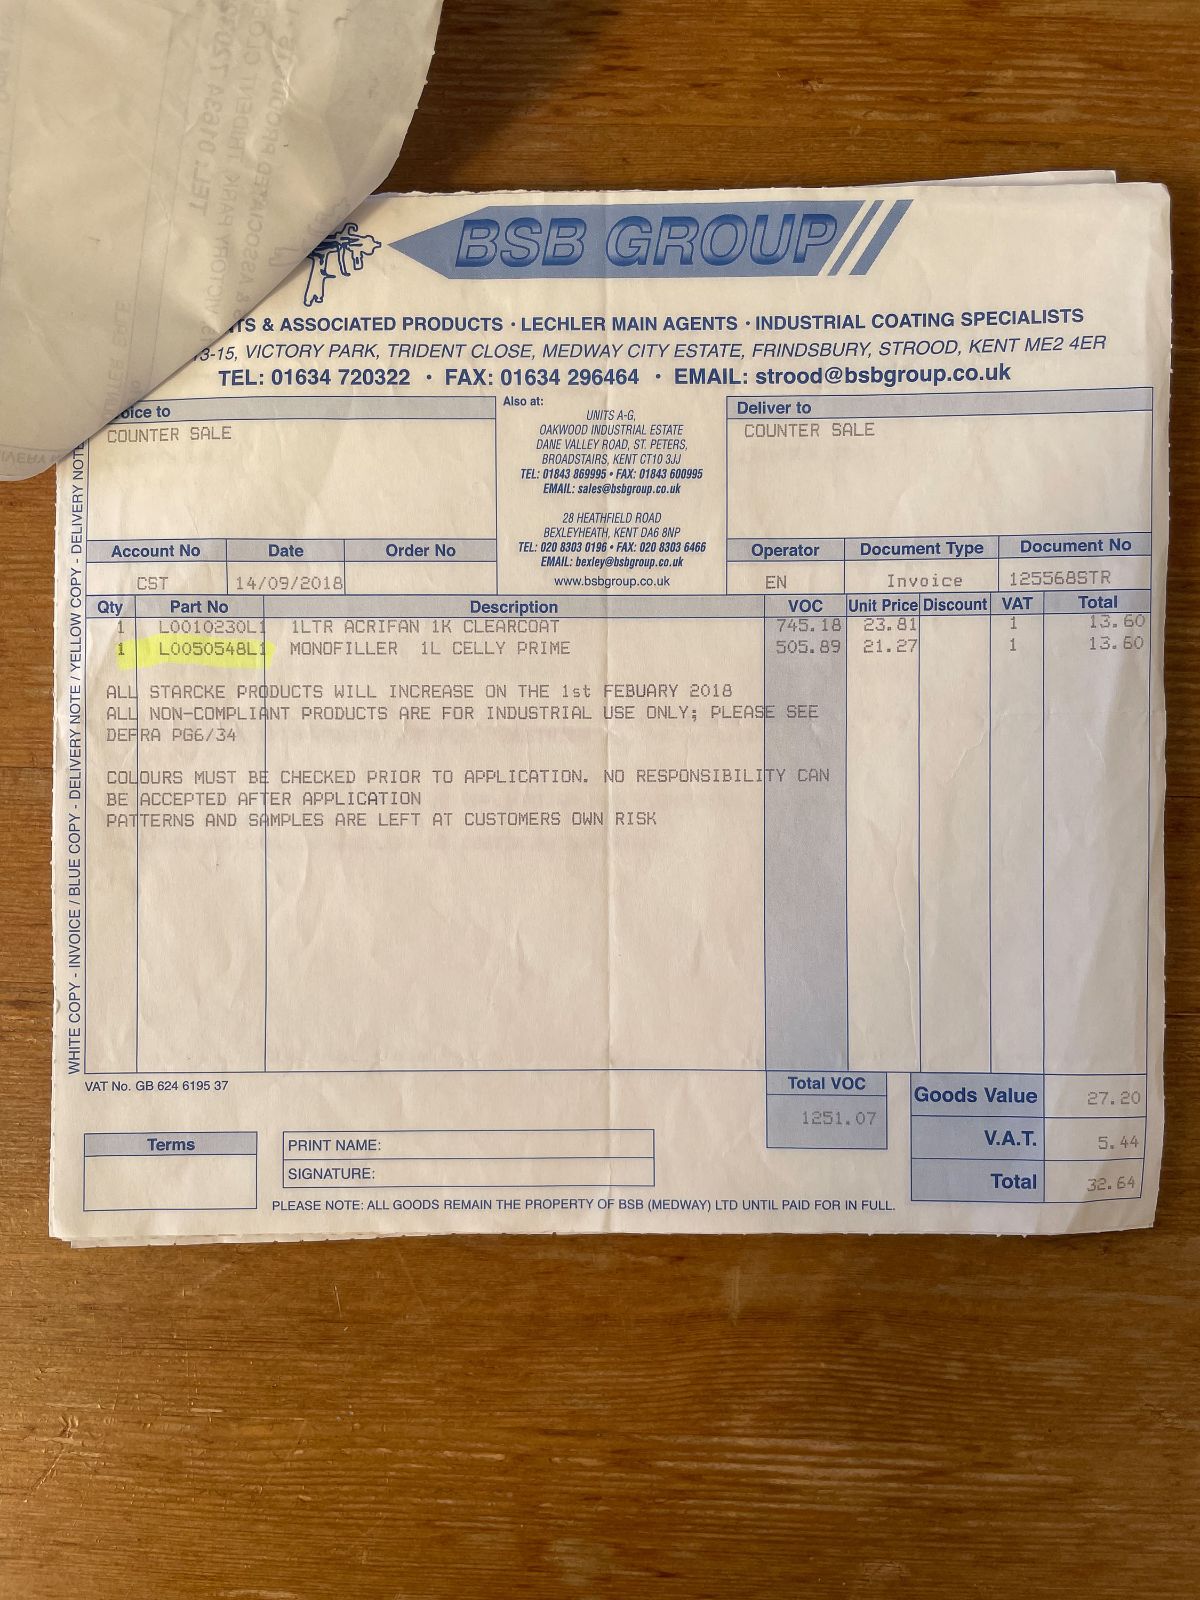 BSB GROUP
& ASSOCIATED PRODUCTS · LECHLER MAIN AGENTS · INDUSTRIAL COATING SPECIALISTS
13-15, VICTORY PARK, TRIDENT CLOSE, MEDWAY CITY ESTATE, FRINDSBURY, STROOD, KENT ME2 4ER
TEL: 01634 720322 · FAX: 01634 296464 · EMAIL: strood@bsbgroup.co.uk
oice to
COUNTER SALE
Also at:
UNITS A-G,
OAKWOOD INDUSTRIAL ESTATE
DANE VALLEY ROAD, ST. PETERS,
BROADSTAIRS, KENT CT10 3JJ
TEL: 01843 869995 • FAX: 01843 600995
EMAIL: sales@bsbgroup.co.uk
28 HEATHFIELD ROAD
BEXLEYHEATH, KENT DA6 8NP
TEL: 020 8303 0196 • FAX: 020 8303 6466
EMAIL: bexley@bsbgroup.co.uk
www.bsbgroup.co.uk
Deliver to
COUNTER SALE
Account No Date Order No
CST 14/09/2018
Operator Document Type Document No
EN Invoice 125568STR
Qty Part No Description VOC Unit Price Discount VAT Total
1 L0010230L1 1LTR ACRIFAN 1K CLEARCOAT 745.18 23.81 1 13.60
1 L0050548L1 MONOFILLER 1L CELLY PRIME 505.89 21.27 1 13.60
ALL STARCKE PRODUCTS WILL INCREASE ON THE 1st FEBUARY 2018
ALL NON-COMPLIANT PRODUCTS ARE FOR INDUSTRIAL USE ONLY; PLEASE SEE
DEFRA PG6/34
COLOURS MUST BE CHECKED PRIOR TO APPLICATION. NO RESPONSIBILITY CAN
BE ACCEPTED AFTER APPLICATION
PATTERNS AND SAMPLES ARE LEFT AT CUSTOMERS OWN RISK
WHITE COPY - INVOICE / BLUE COPY - DELIVERY NOTE / YELLOW COPY - DELIVERY NOTE
VAT No. GB 624 6195 37
Total VOC
1251.07
Goods Value 27.20
V.A.T. 5.44
Total 32.64
Terms
PRINT NAME:
SIGNATURE:
PLEASE NOTE: ALL GOODS REMAIN THE PROPERTY OF BSB (MEDWAY) LTD UNTIL PAID FOR IN FULL.